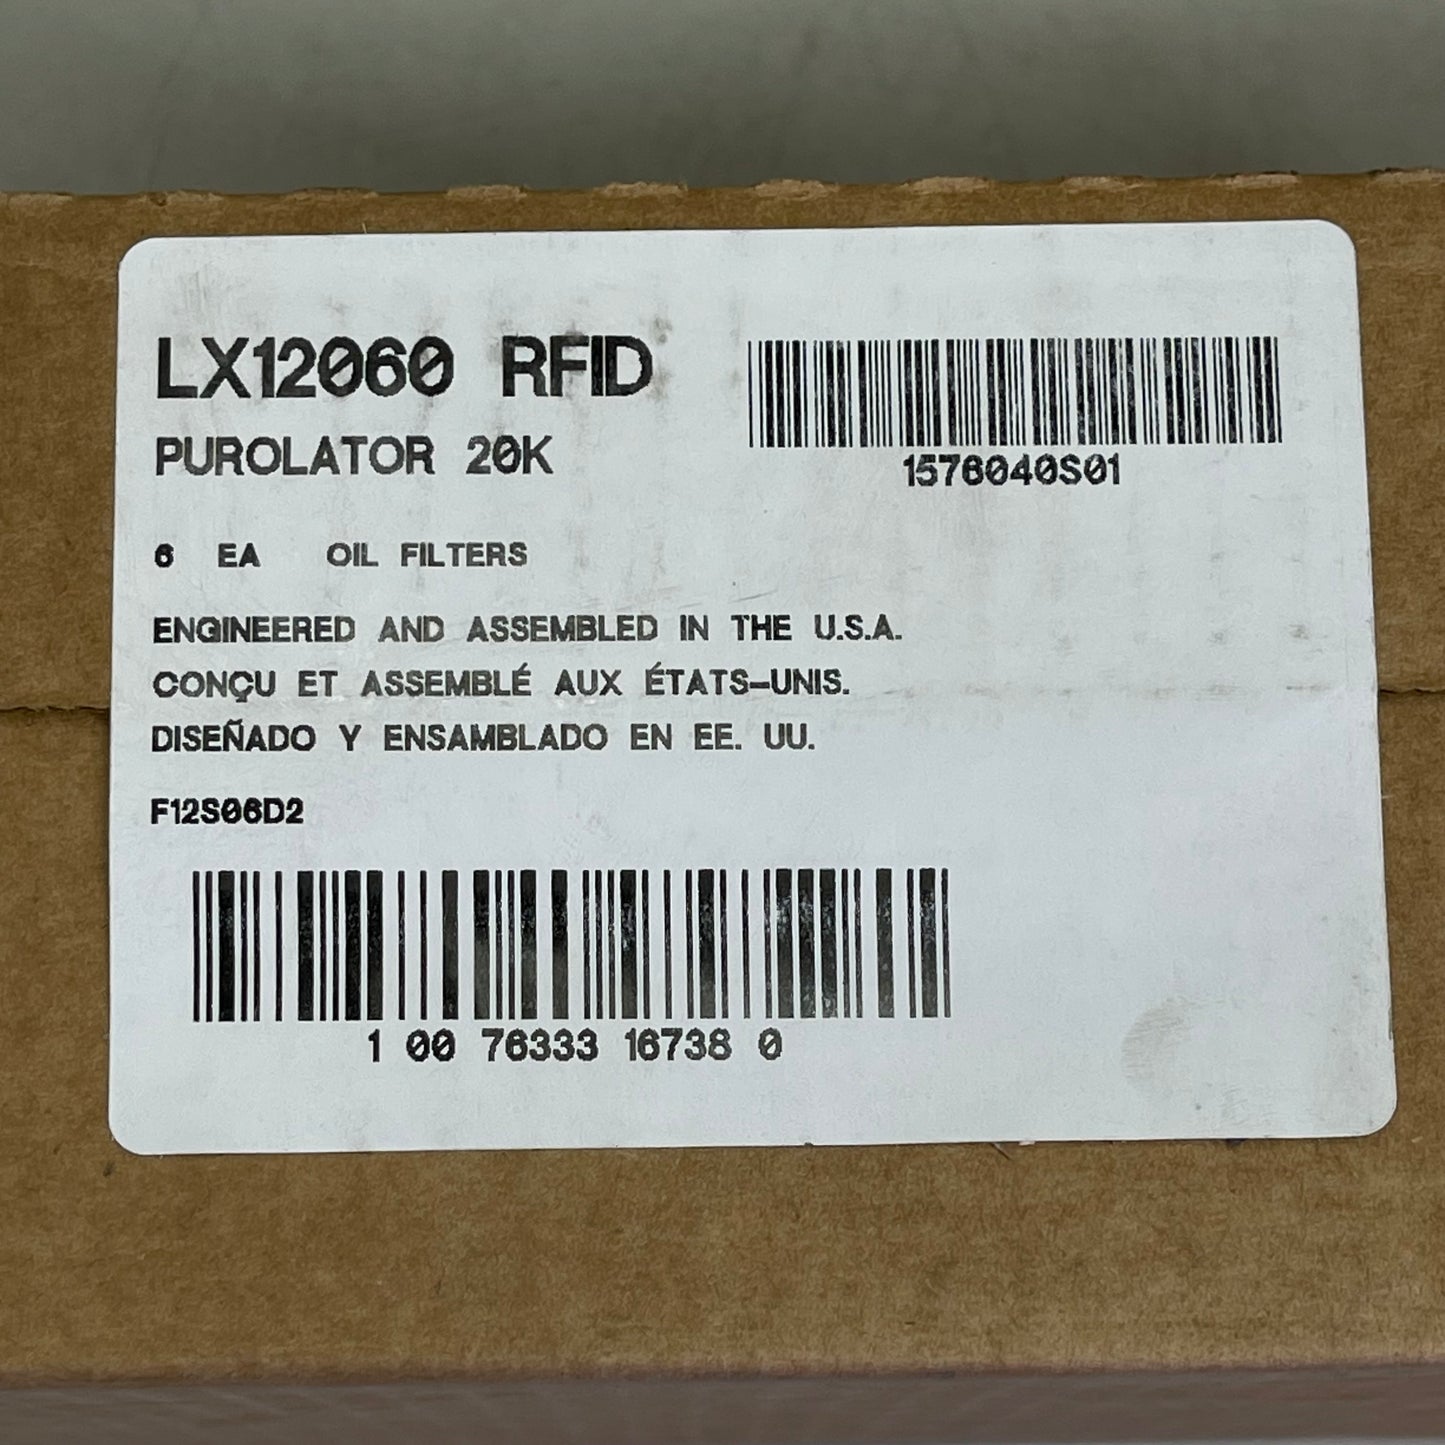 LX12060 RFID
PUROLATOR 20K
1576040S01
6 EA OIL FILTERS
ENGINEERED AND ASSEMBLED IN THE U.S.A.
CONÇU ET ASSEMBLÉ AUX ÉTATS-UNIS.
DISEÑADO Y ENSAMBLADO EN EE. UU.
F12S06D2
1 00 76333 16738 0